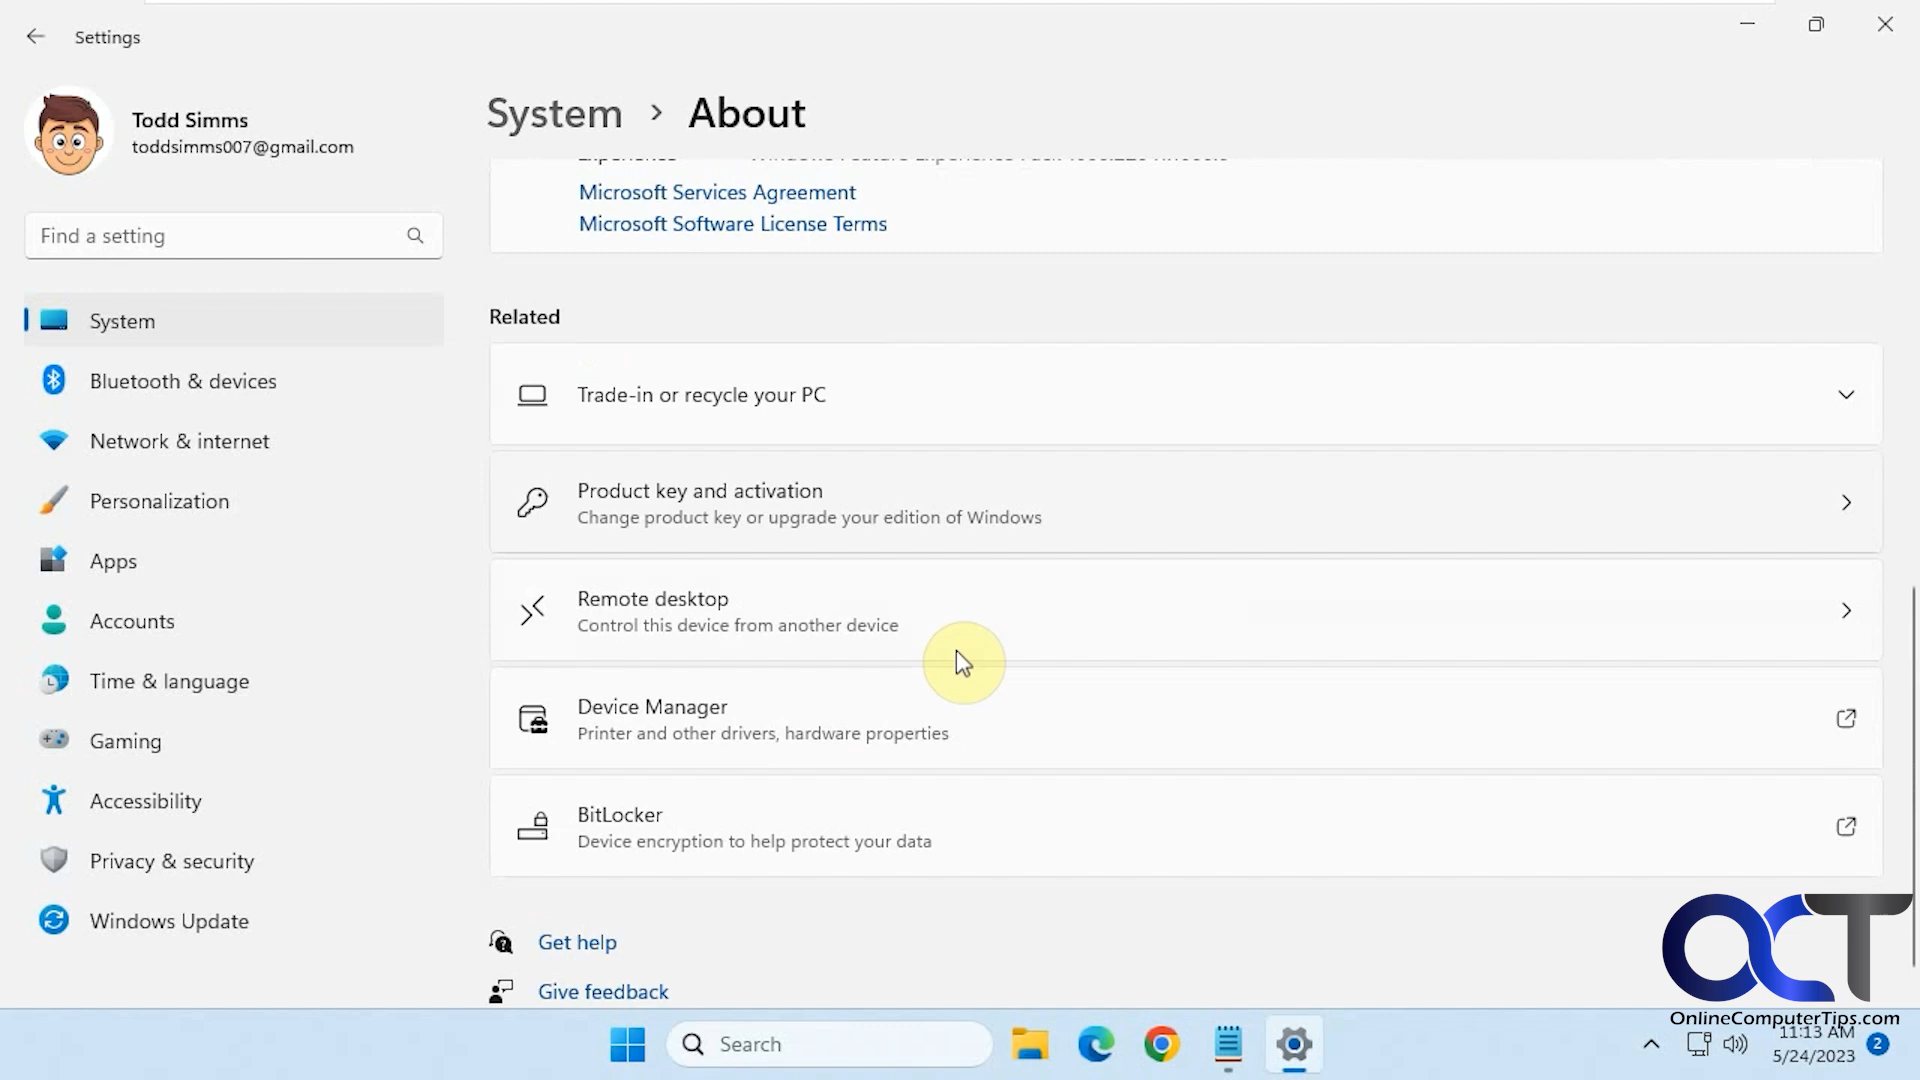 Settings
Todd Simms
toddsimms007@gmail.com
Find a setting
System
Bluetooth & devices
Network & internet
Personalization
Apps
Accounts
Time & language
Gaming
Accessibility
Privacy & security
Windows Update
System > About
Microsoft Services Agreement
Microsoft Software License Terms
Related
Trade-in or recycle your PC
Product key and activation
Change product key or upgrade your edition of Windows
Remote desktop
Control this device from another device
Device Manager
Printer and other drivers, hardware properties
BitLocker
Device encryption to help protect your data
Get help
Give feedback
OCT
OnlineComputerTips.com
Search
11:13 AM
5/24/2023
2